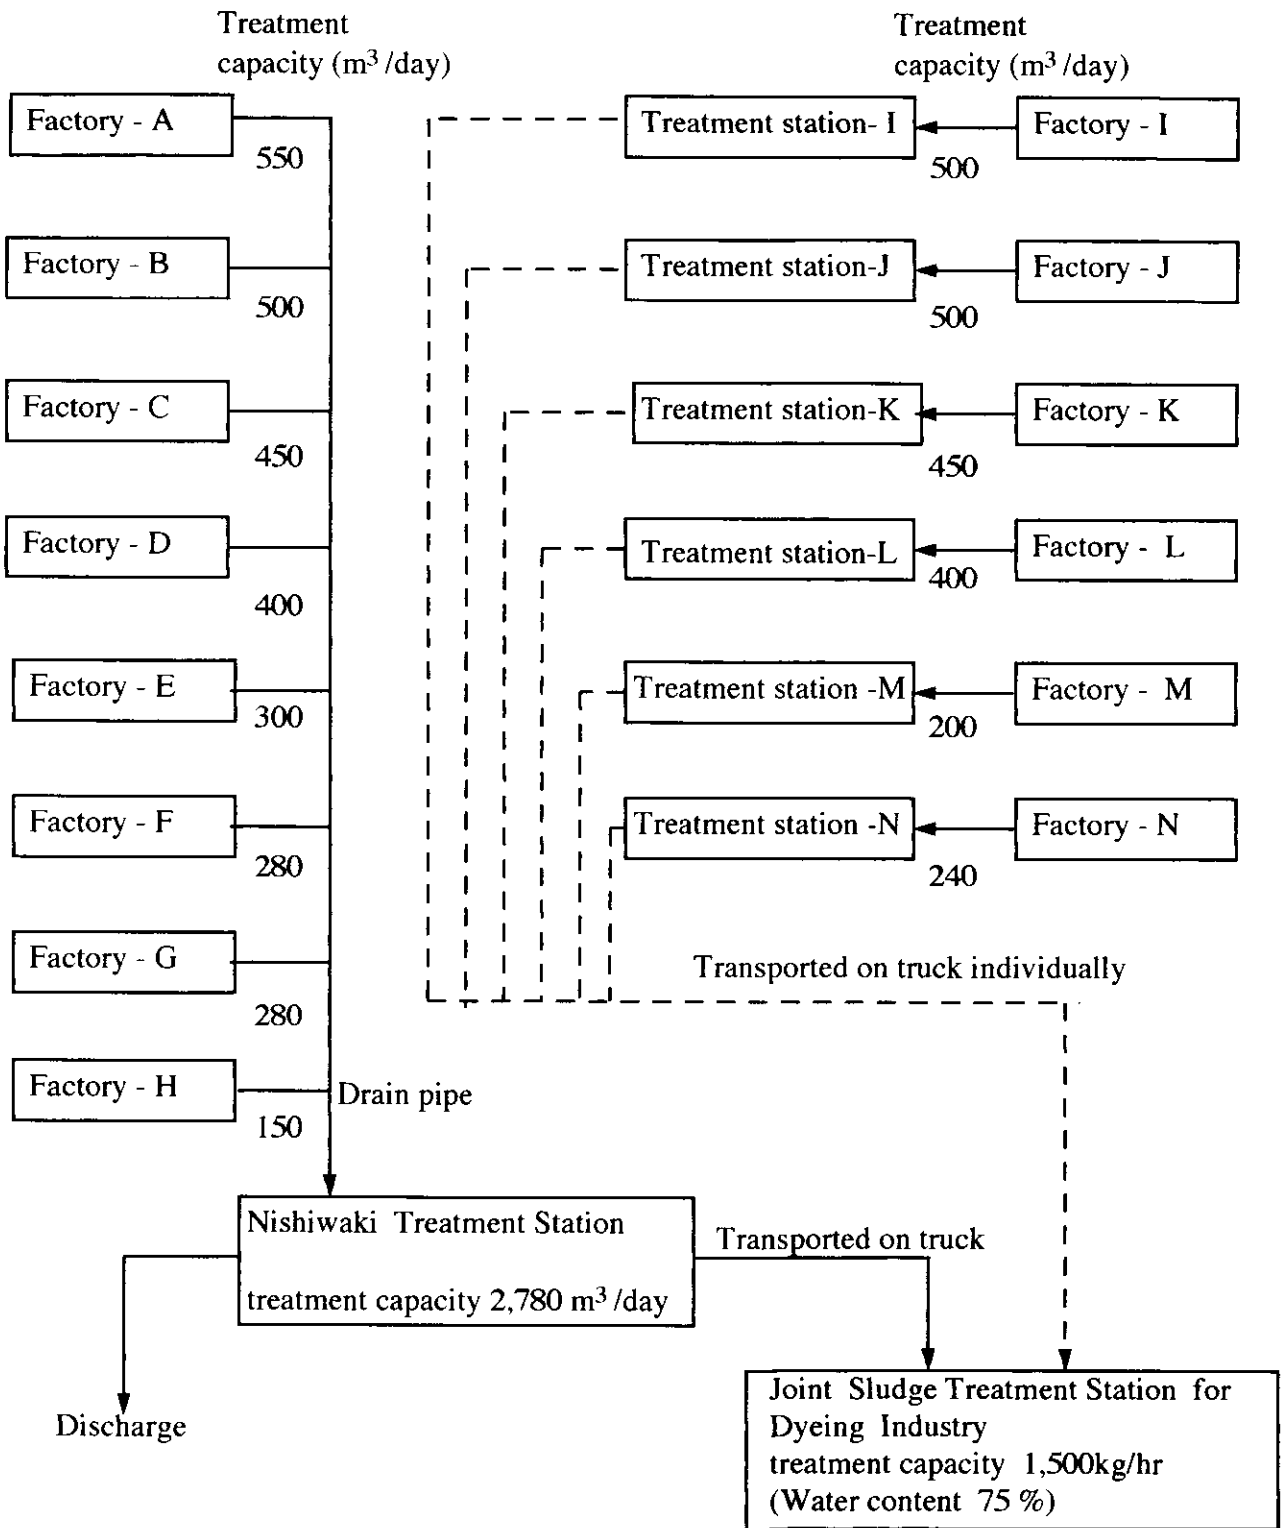 Treatment
capacity (m³/day)
Treatment
capacity (m³/day)
Factory - A
550
Treatment station- I
500
Factory - I
Factory - B
500
Treatment station-J
500
Factory - J
Factory - C
450
Treatment station-K
450
Factory - K
Factory - D
400
Treatment station-L
400
Factory - L
Factory - E
300
Treatment station -M
200
Factory - M
Factory - F
280
Treatment station -N
240
Factory - N
Factory - G
280
Transported on truck individually
Factory - H
150
Drain pipe
Nishiwaki Treatment Station
treatment capacity 2,780 m³/day
Transported on truck
Discharge
Joint Sludge Treatment Station for
Dyeing Industry
treatment capacity 1,500kg/hr
(Water content 75 %)